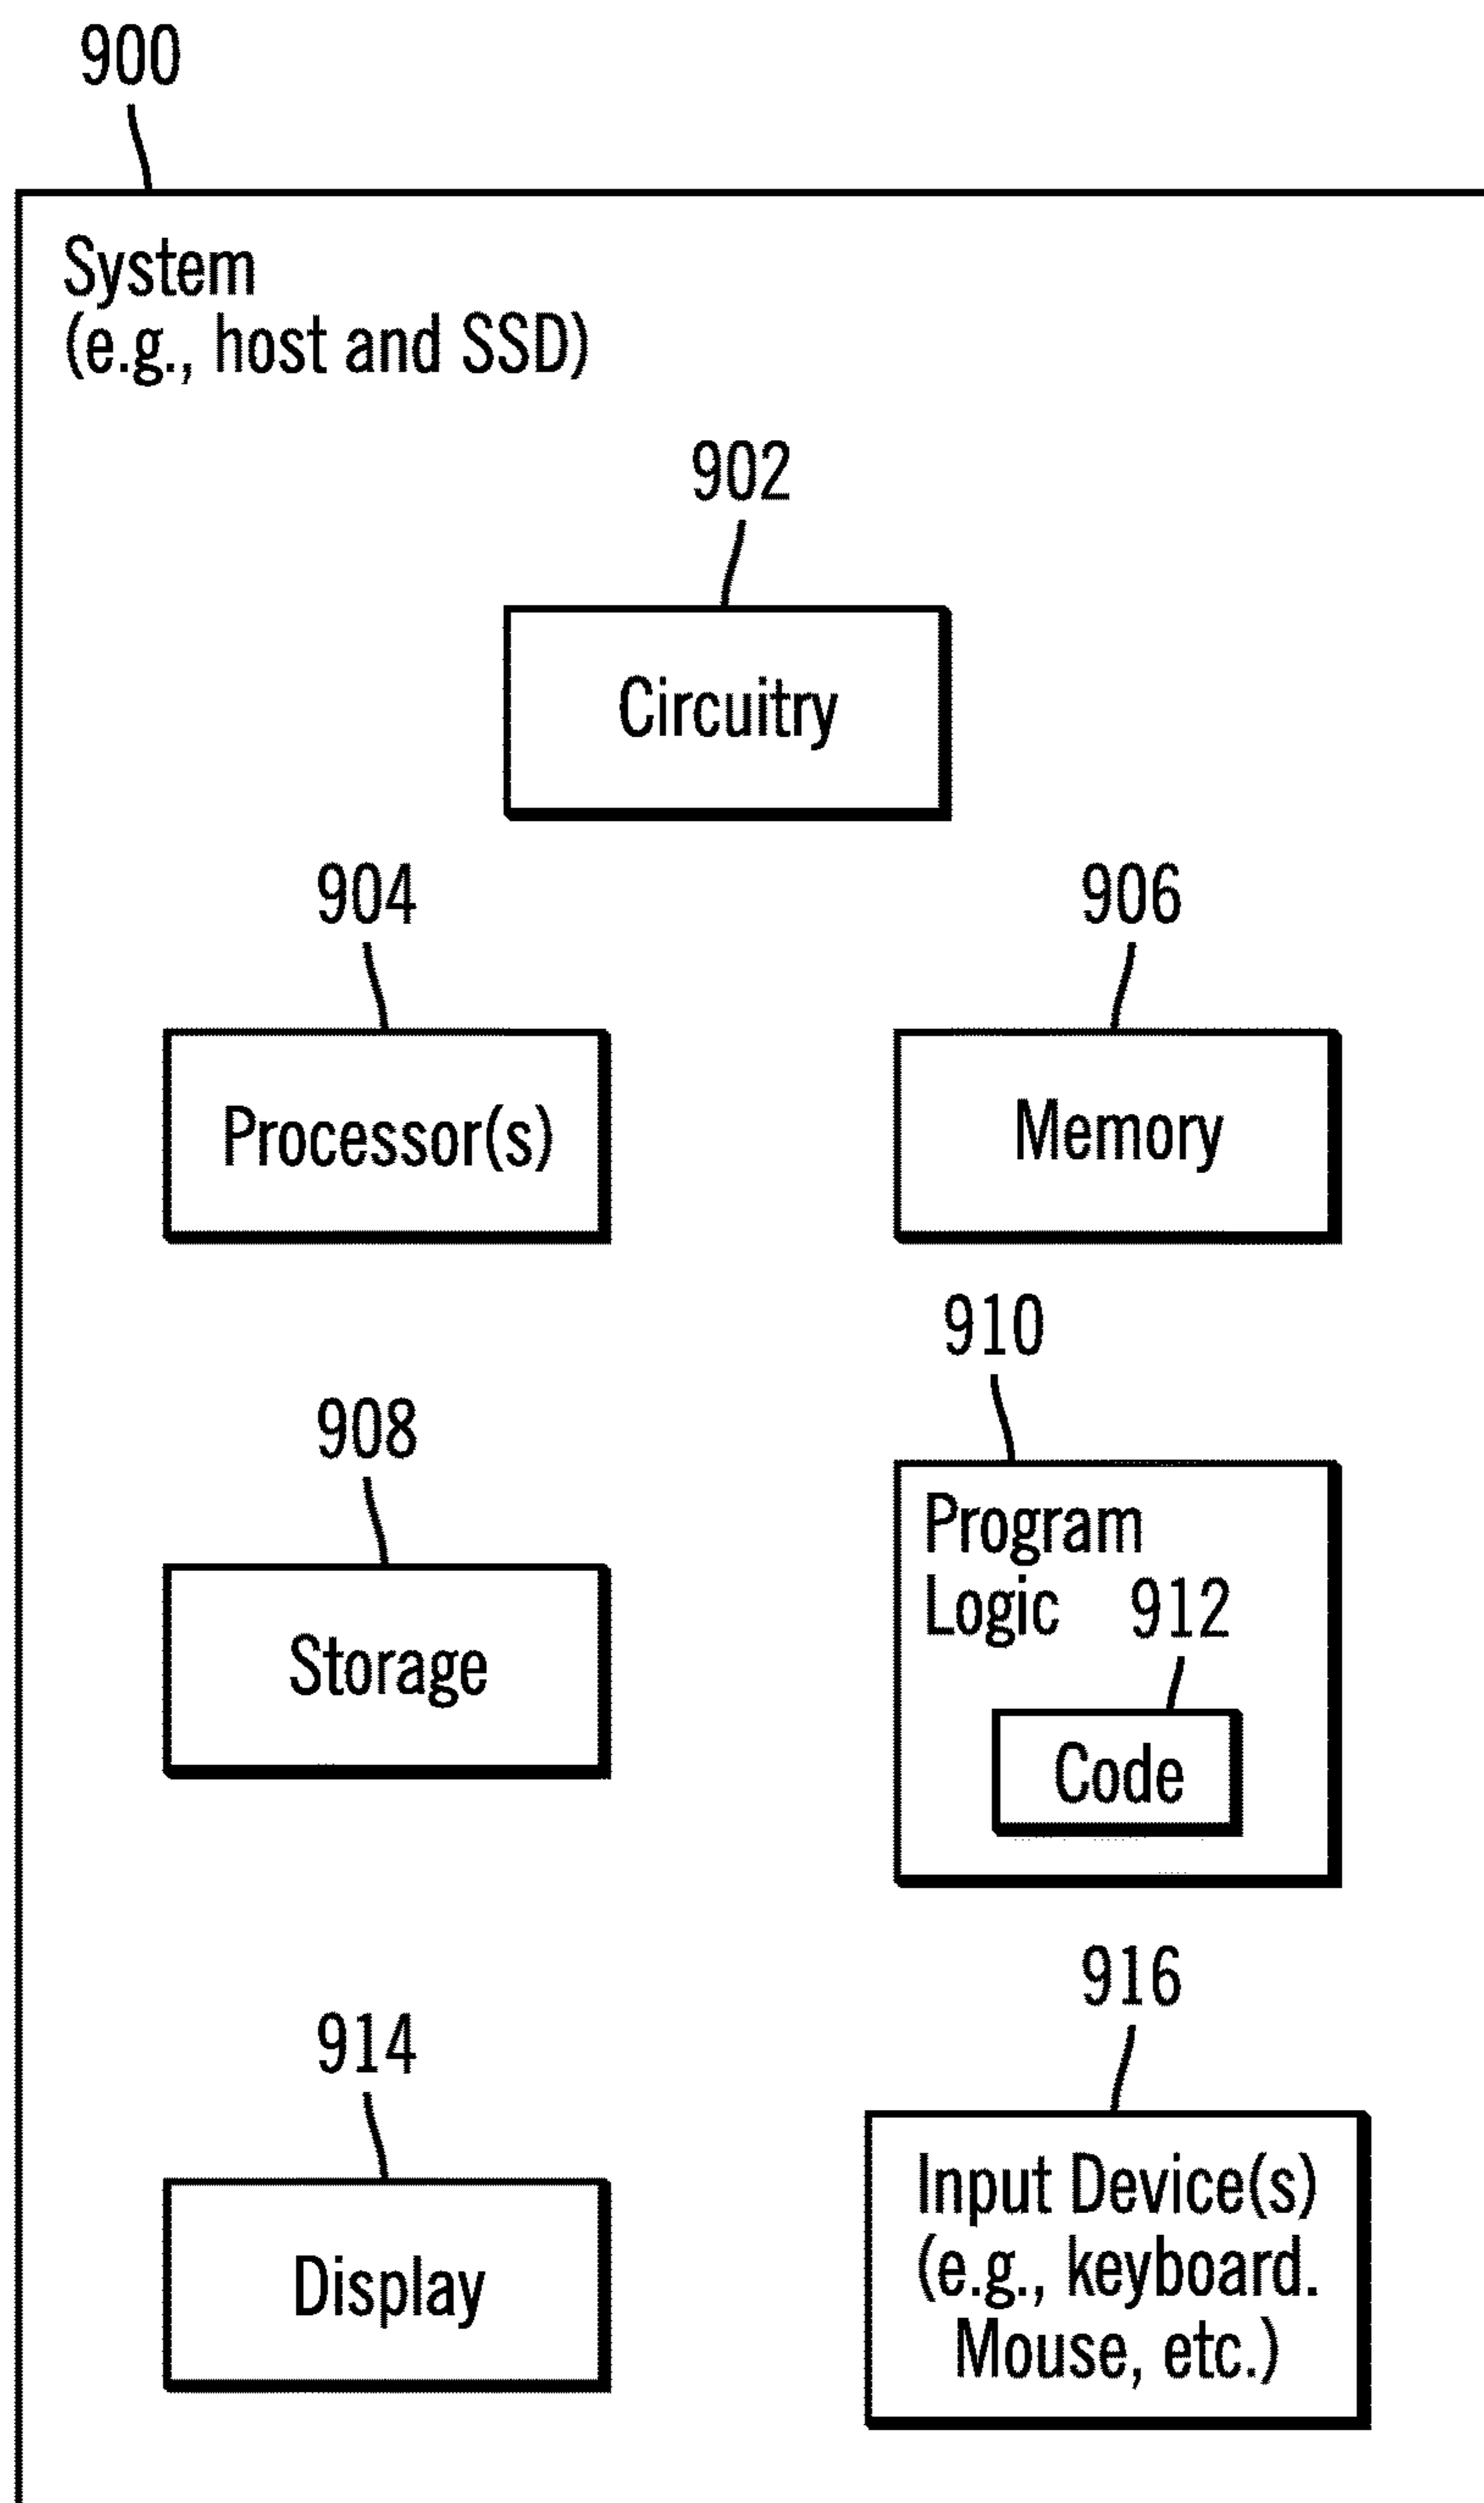 900
System
(e.g., host and SSD)
902
Circuitry
904
906
Processor(s)
Memory
910
908
Program
Logic 912
Storage
Code
916
914
Input Device(s)
(e.g., keyboard.
Mouse, etc.)
Display